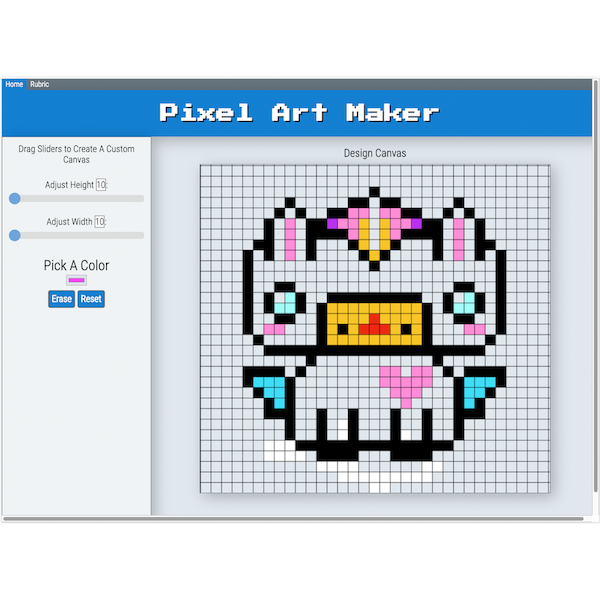 Home Rubric
Pixel Art Maker
Drag Sliders to Create A Custom
Canvas
Adjust Height 10:
Adjust Width 10:
Pick A Color
Erase Reset
Design Canvas